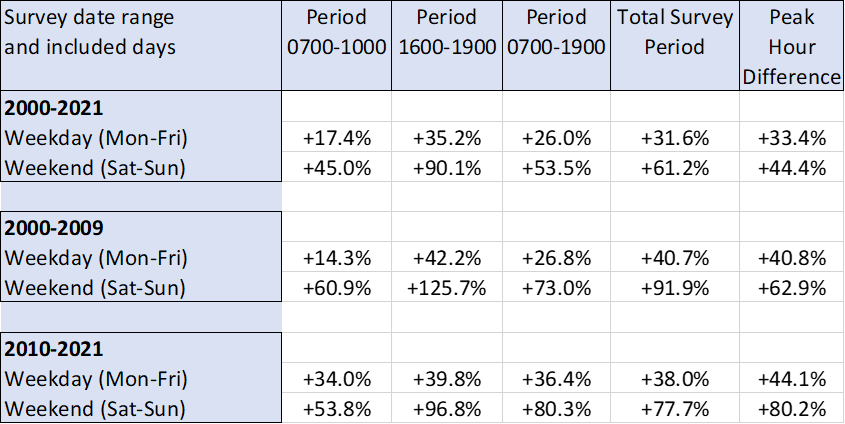 Survey date range and included days Period 0700-1000 Period 1600-1900 Period 0700-1900 Total Survey Period Peak Hour Difference
2000-2021
Weekday (Mon-Fri) +17.4% +35.2% +26.0% +31.6% +33.4%
Weekend (Sat-Sun) +45.0% +90.1% +53.5% +61.2% +44.4%
2000-2009
Weekday (Mon-Fri) +14.3% +42.2% +26.8% +40.7% +40.8%
Weekend (Sat-Sun) +60.9% +125.7% +73.0% +91.9% +62.9%
2010-2021
Weekday (Mon-Fri) +34.0% +39.8% +36.4% +38.0% +44.1%
Weekend (Sat-Sun) +53.8% +96.8% +80.3% +77.7% +80.2%